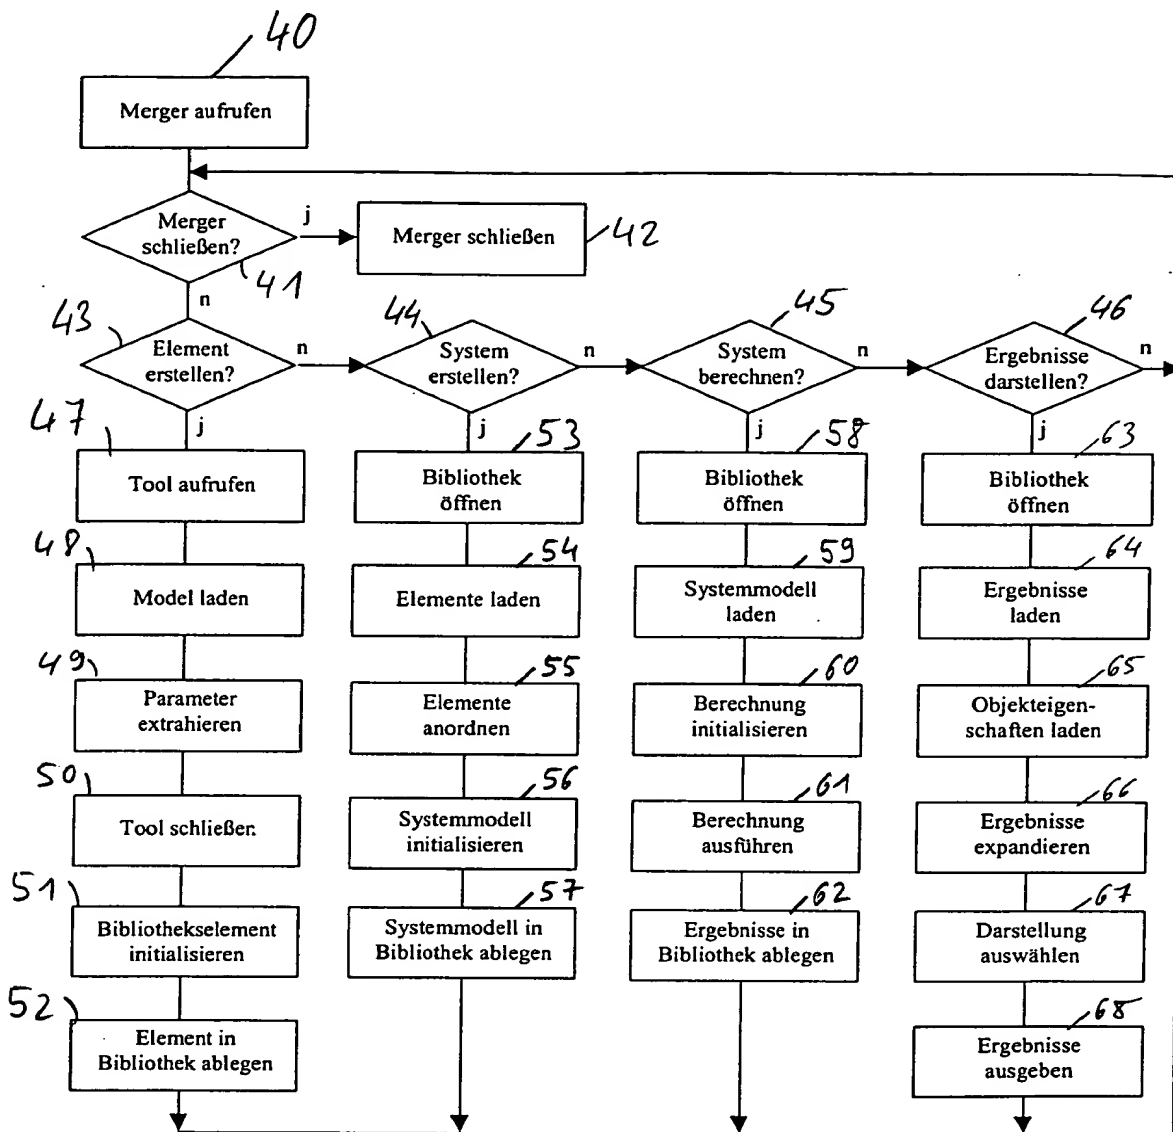 40
Merger aufrufen
Merger
schließen?
j
Merger schließen
42
41
n
43
Element
erstellen?
n
44
System
erstellen?
n
45
System
berechnen?
n
46
Ergebnisse
darstellen?
n
j
j
j
j
47
Tool aufrufen
48
Model laden
49
Parameter
extrahieren
50
Tool schließen
51
Bibliothekselement
initialisieren
52
Element in
Bibliothek ablegen
53
Bibliothek
öffnen
54
Elemente laden
55
Elemente
anordnen
56
Systemmodell
initialisieren
57
Systemmodell in
Bibliothek ablegen
58
Bibliothek
öffnen
59
Systemmodell
laden
60
Berechnung
initialisieren
61
Berechnung
ausführen
62
Ergebnisse in
Bibliothek ablegen
63
Bibliothek
öffnen
64
Ergebnisse
laden
65
Objekteigen-
schaften laden
66
Ergebnisse
expandieren
67
Darstellung
auswählen
68
Ergebnisse
ausgeben